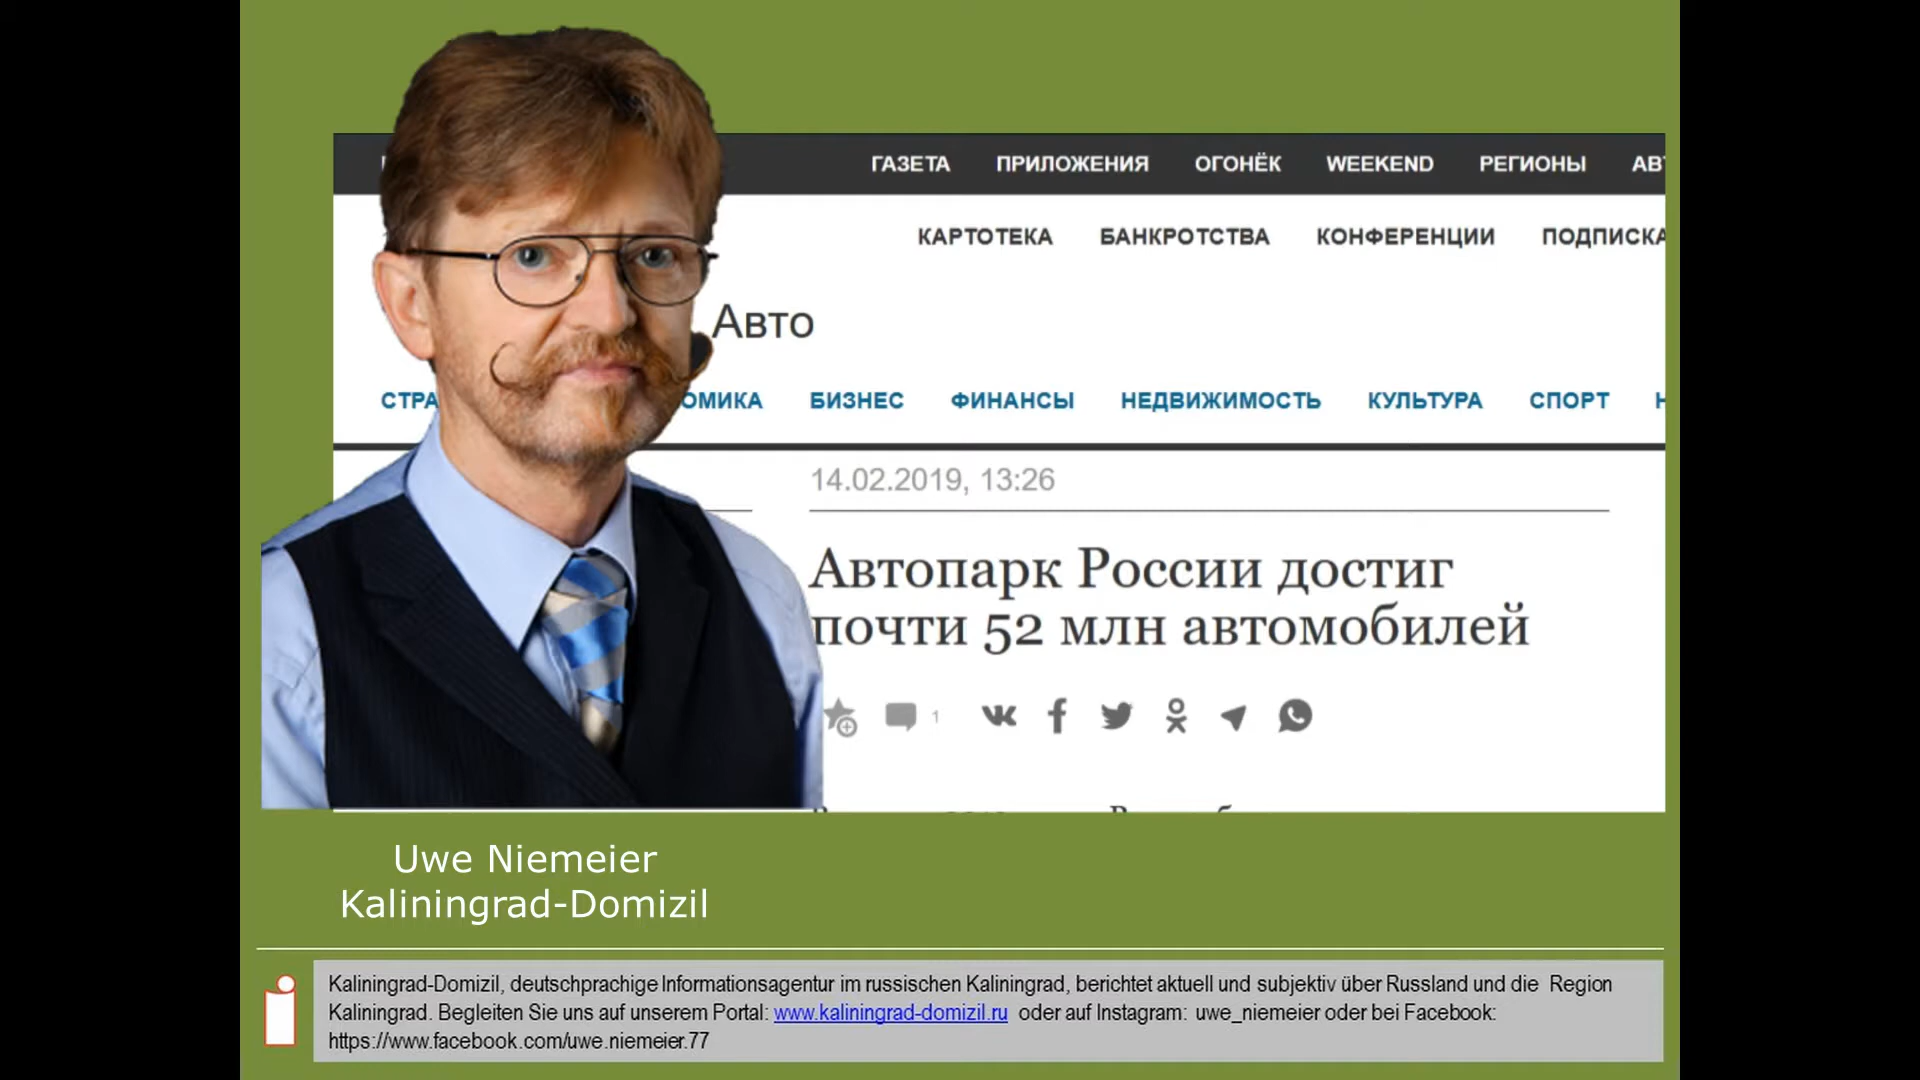 ГАЗЕТА ПРИЛОЖЕНИЯ ОГОНЁК WEEKEND РЕГИОНЫ
КАРТОТЕКА БАНКРОТСТВА КОНФЕРЕНЦИИ ПОДПИСКА
Авто
БИЗНЕС ФИНАНСЫ НЕДВИЖИМОСТЬ КУЛЬТУРА СПОРТ
14.02.2019, 13:26
Автопарк России достиг
почти 52 млн автомобилей
1
Uwe Niemeier
Kaliningrad-Domizil
Kaliningrad-Domizil, deutschprachige Informationsagentur im russischen Kaliningrad, berichtet aktuell und subjektiv über Russland und die Region
Kaliningrad. Begleiten Sie uns auf unserem Portal: www.kaliningrad-domizil.ru oder auf Instagram: uwe_niemeier oder bei Facebook:
https://www.facebook.com/uwe.niemeier.77